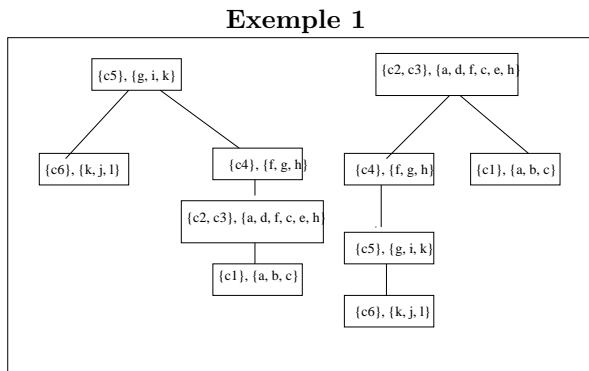 Exemple 1
{c5}, {g, i, k}
{c6}, {k, j, l}
{c4}, {f, g, h}
{c2, c3}, {a, d, f, c, e, h}
{c1}, {a, b, c}
{c2, c3}, {a, d, f, c, e, h}
{c4}, {f, g, h}
{c1}, {a, b, c}
{c5}, {g, i, k}
{c6}, {k, j, l}